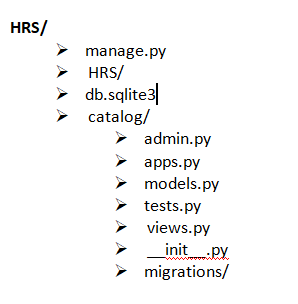 HRS/
manage.py
HRS/
db.sqlite3
catalog/
admin.py
apps.py
models.py
tests.py
views.py
__init__.py
migrations/